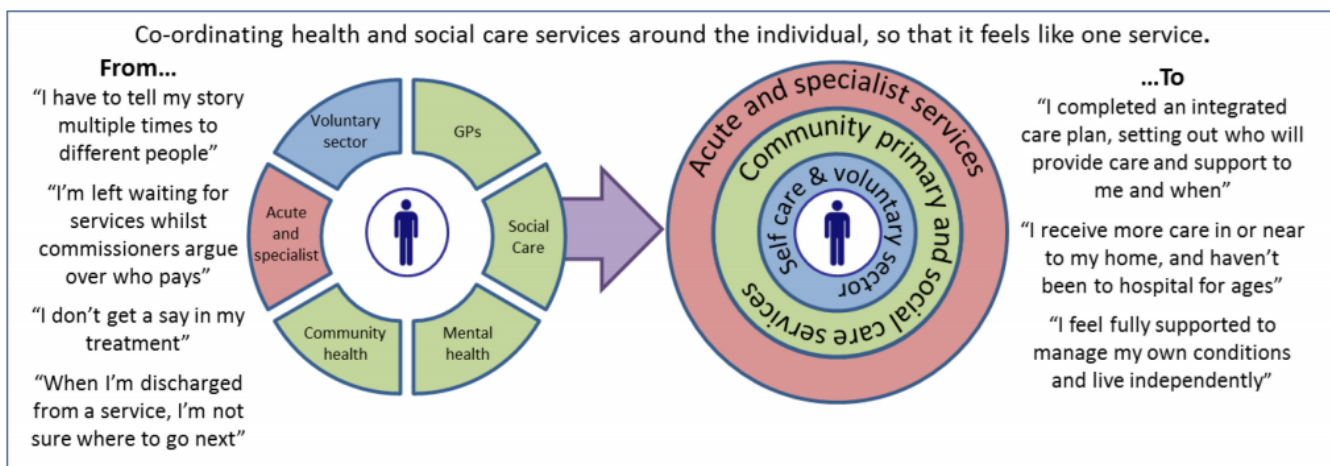 Co-ordinating health and social care services around the individual, so that it feels like one service.
From...
“I have to tell my story
multiple times to
different people”
“I’m left waiting for
services whilst
commissioners argue
over who pays”
“I don’t get a say in my
treatment”
“When I’m discharged
from a service, I’m not
sure where to go next”
Voluntary
sector
GPs
Acute
and
specialist
Social
Care
Community
health
Mental
health
Acute and specialist services
Community primary and social care services
Self care & voluntary sector
...To
“I completed an integrated
care plan, setting out who will
provide care and support to
me and when”
“I receive more care in or near
to my home, and haven’t
been to hospital for ages”
“I feel fully supported to
manage my own conditions
and live independently”